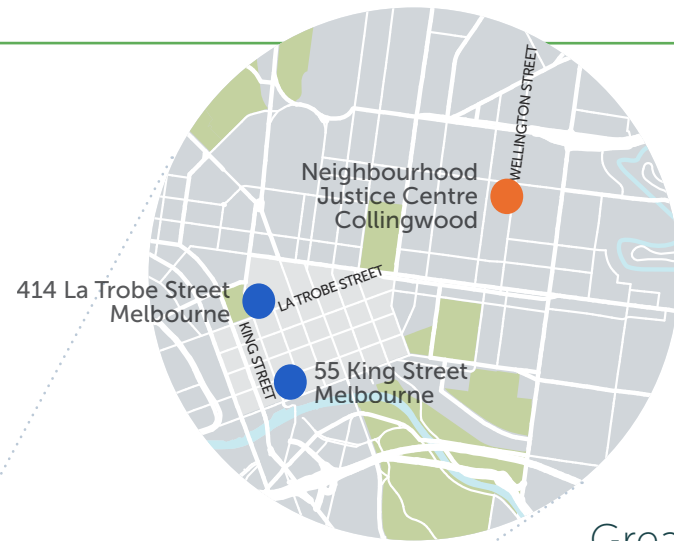 WELLINGTON STREET
Neighbourhood
Justice Centre
Collingwood
414 La Trobe Street
Melbourne
LA TROBE STREET
KING STREET
55 King Street
Melbourne